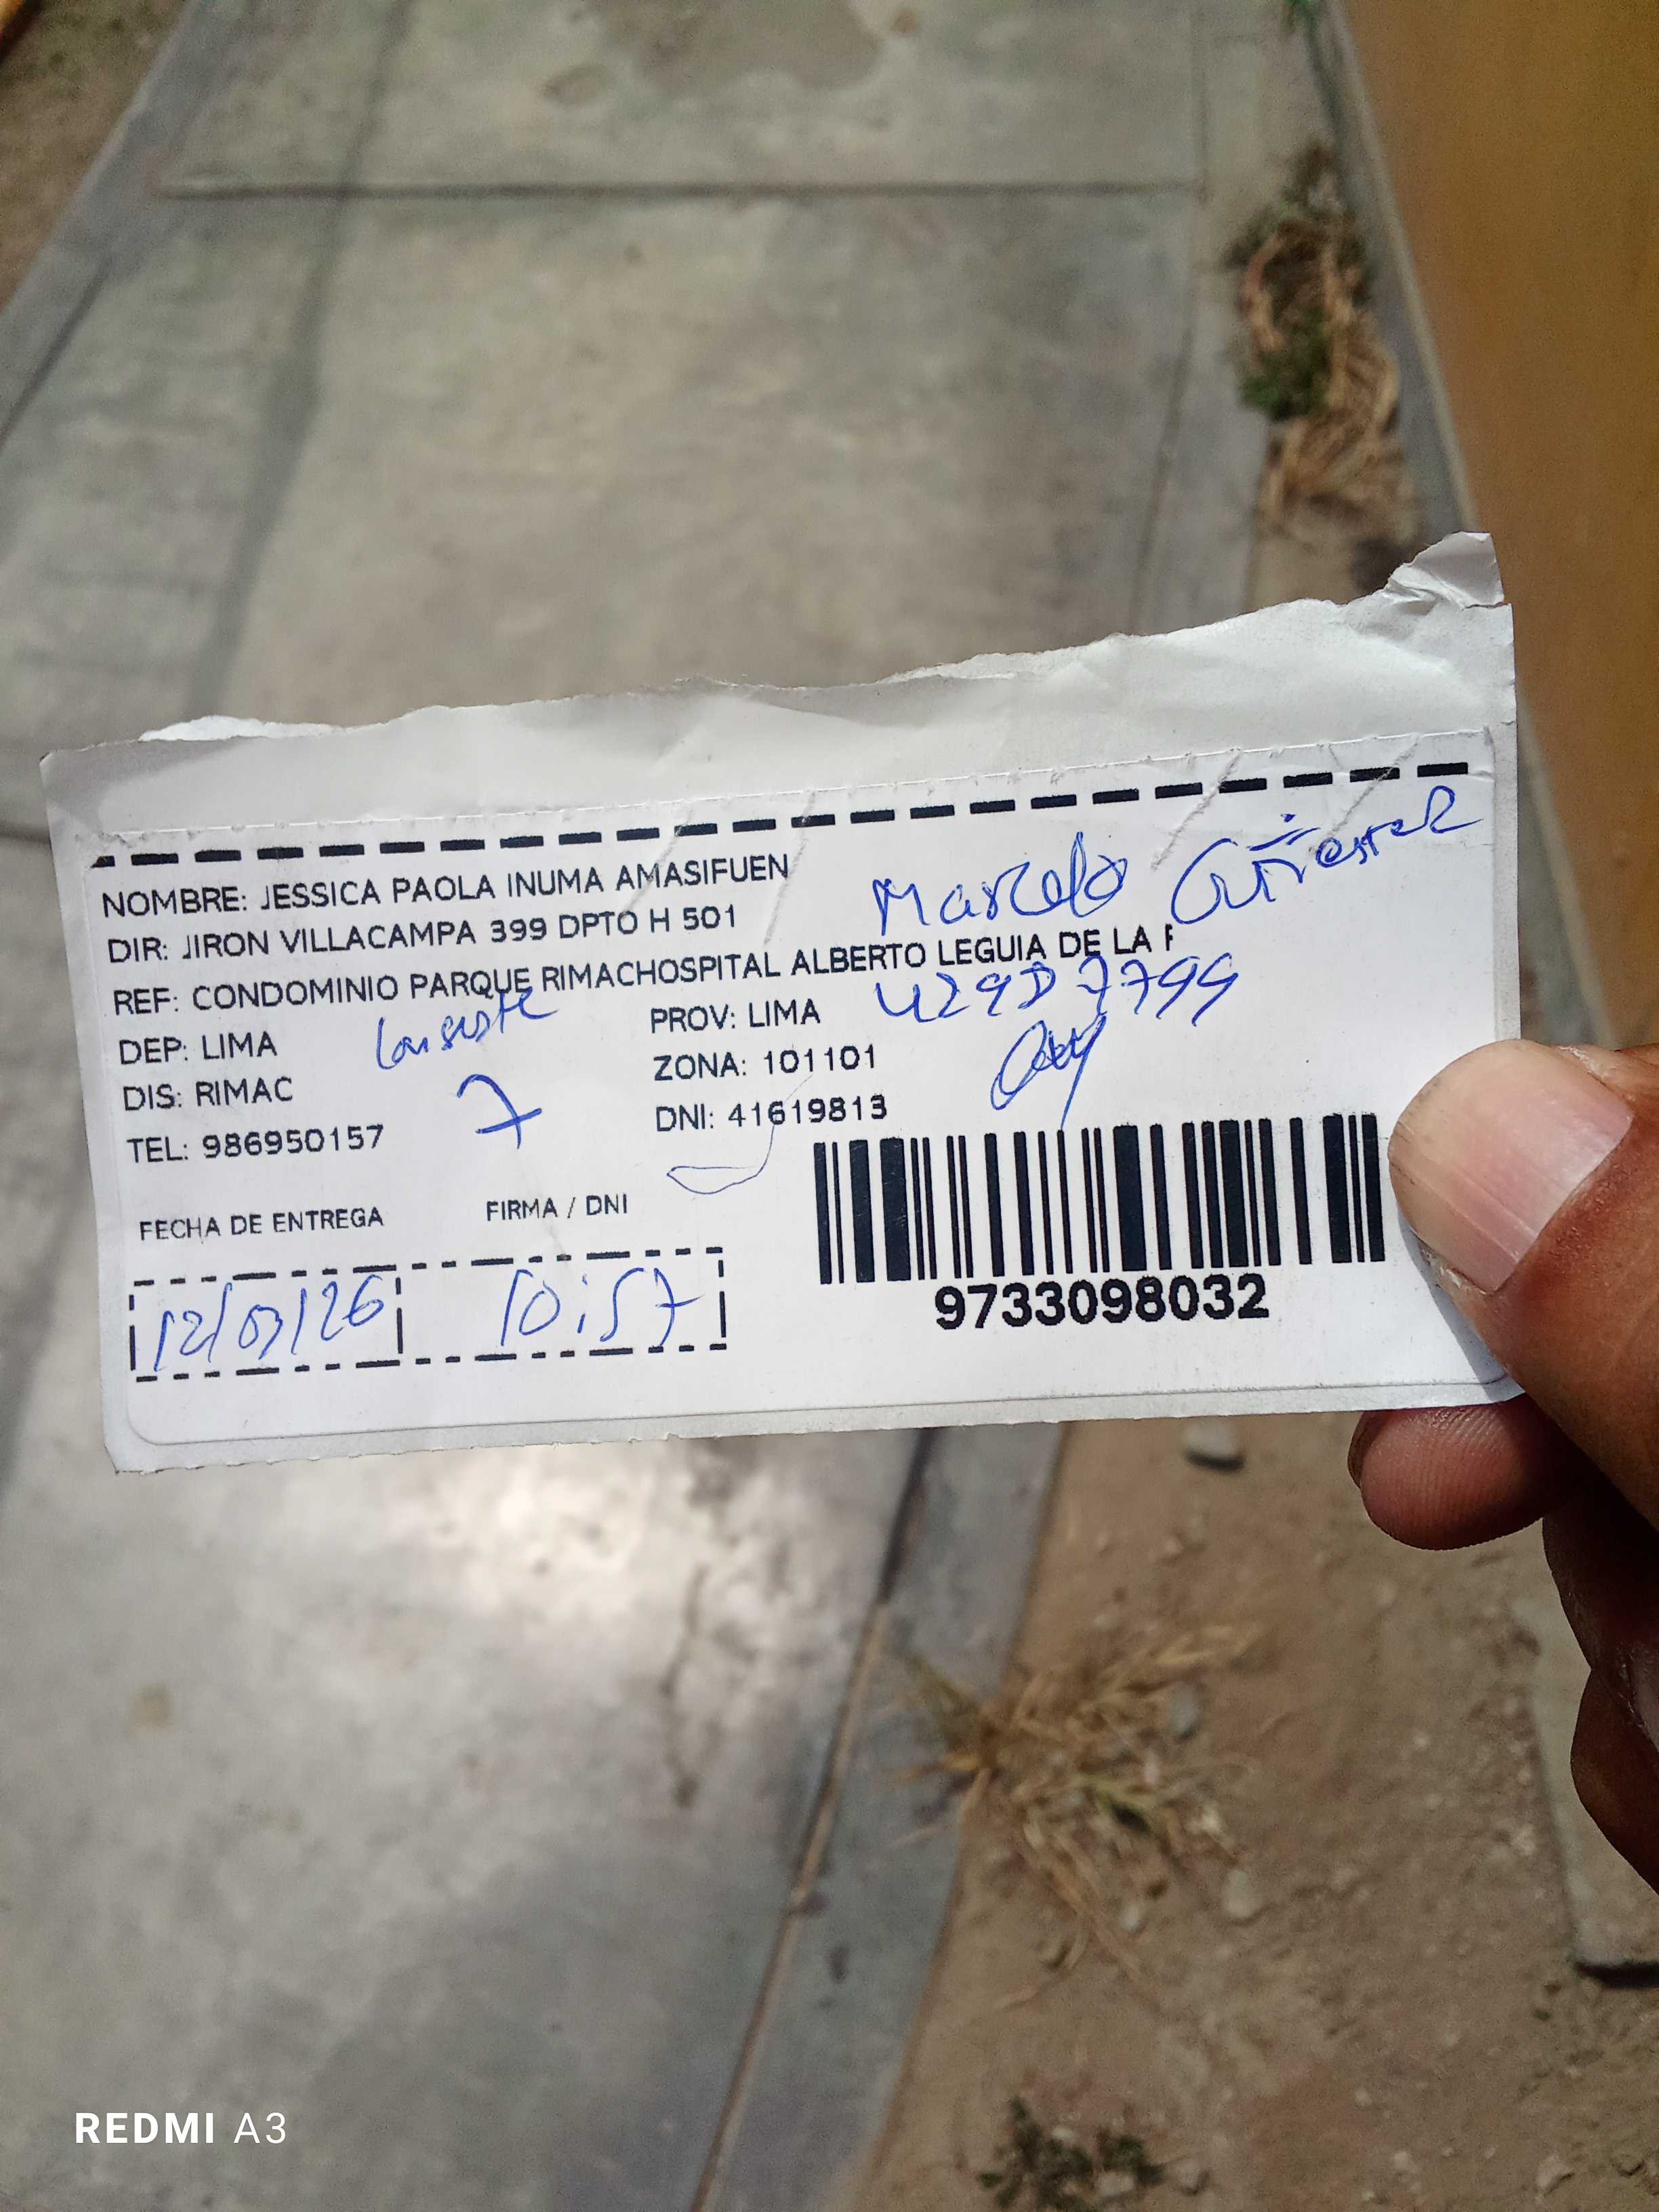 NOMBRE: JESSICA PAOLA INUMA AMASIFUEN
Marcelo
DIR: JIRON VILLACAMPA 399 DPTO H 501
REF: CONDOMINIO PARQUE RIMACHOSPITAL ALBERTO LEGUIA DE LA
DEP: LIMA
PROV: LIMA
DIS: RIMAC
ZONA: 101101
7
TEL: 986950157
DNI: 41619813
FECHA DE ENTREGA
FIRMA / DNI
12/03/26
10:57
9733098032
REDMI A3